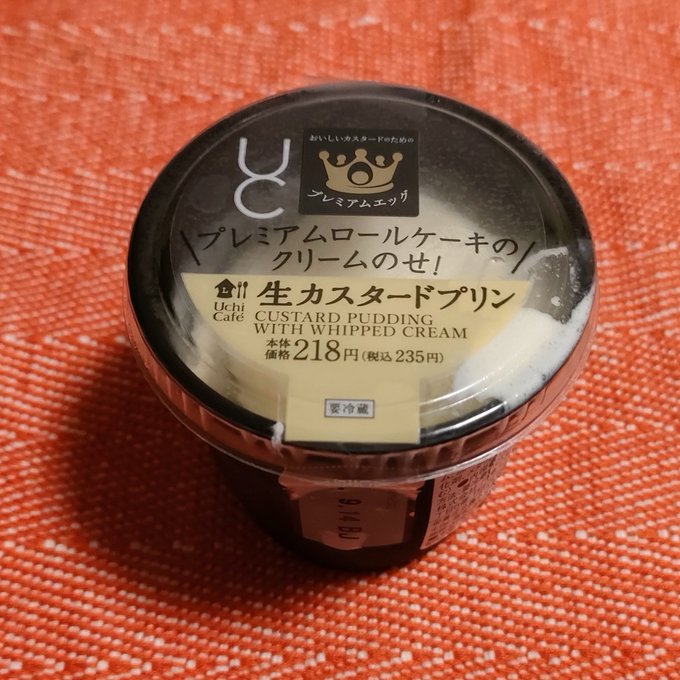 UC
おいしいカスタードのための
プレミアムエッグ
\プレミアムロールケーキの
クリームのせ!/
Uchi
Café
生カスタードプリン
CUSTARD PUDDING
WITH WHIPPED CREAM
本体
価格 218円(税込235円)
要冷蔵
9.14 BJ